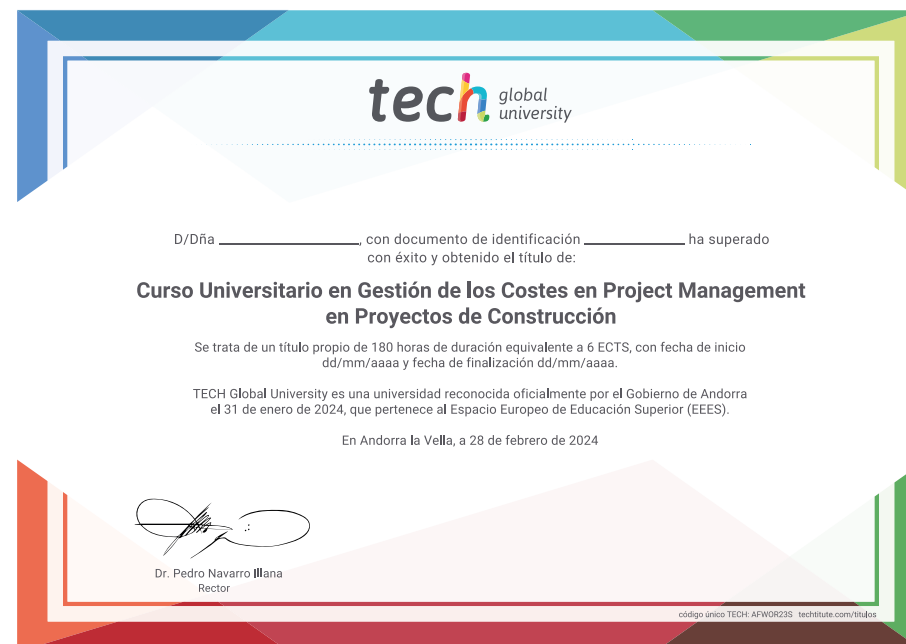 tech global university
D/Dña ____________________, con documento de identificación ______________ ha superado
con éxito y obtenido el título de:
Curso Universitario en Gestión de los Costes en Project Management
en Proyectos de Construcción
Se trata de un título propio de 180 horas de duración equivalente a 6 ECTS, con fecha de inicio
dd/mm/aaaa y fecha de finalización dd/mm/aaaa.
TECH Global University es una universidad reconocida oficialmente por el Gobierno de Andorra
el 31 de enero de 2024, que pertenece al Espacio Europeo de Educación Superior (EEES).
En Andorra la Vella, a 28 de febrero de 2024
Dr. Pedro Navarro Illana
Rector
código único TECH: AFWOR23S techtitute.com/titulos